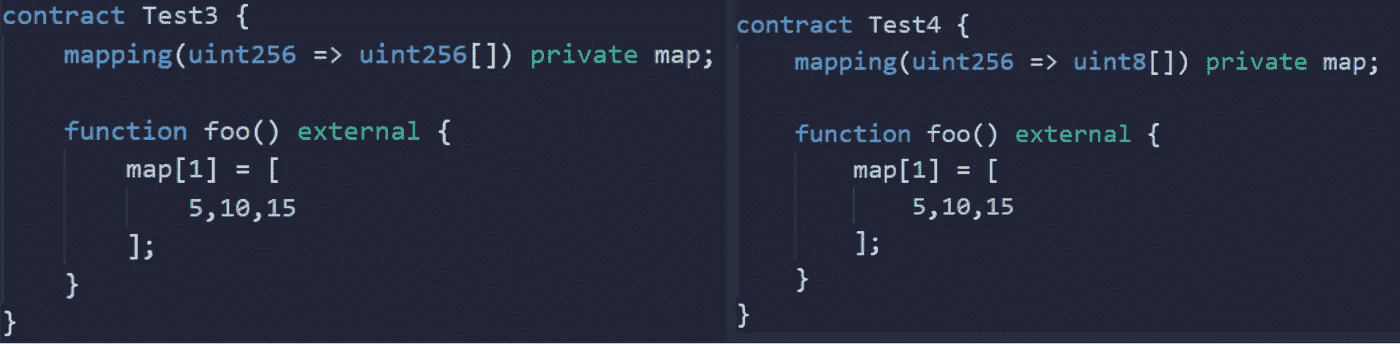 contract Test3 {
mapping(uint256 => uint256[]) private map;
function foo() external {
map[1] = [
5,10,15
];
}
}
contract Test4 {
mapping(uint256 => uint8[]) private map;
function foo() external {
map[1] = [
5,10,15
];
}
}